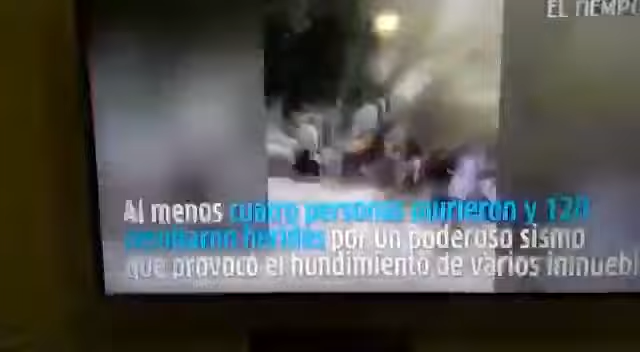 EL TIEMPO
Al menos cuatro personas murieron y 120
resultaron heridas por un poderoso sismo
que provocó el hundimiento de varios inmuebl